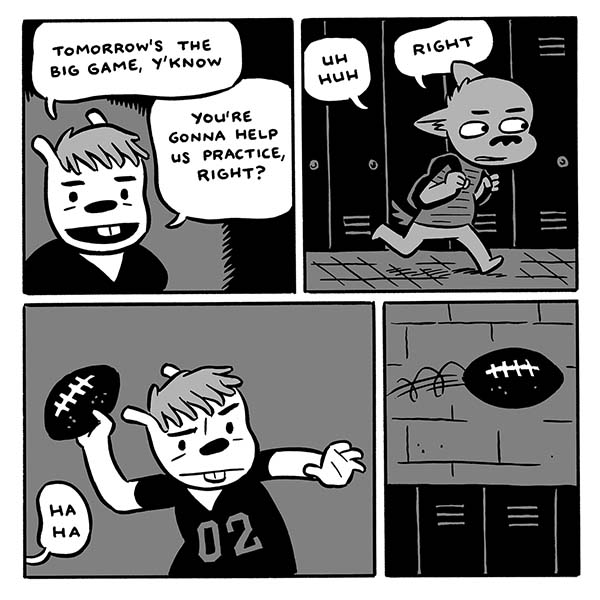 TOMORROW'S THE
BIG GAME, Y'KNOW
YOU'RE
GONNA HELP
US PRACTICE,
RIGHT?
UH
HUH
RIGHT
HA
HA
02